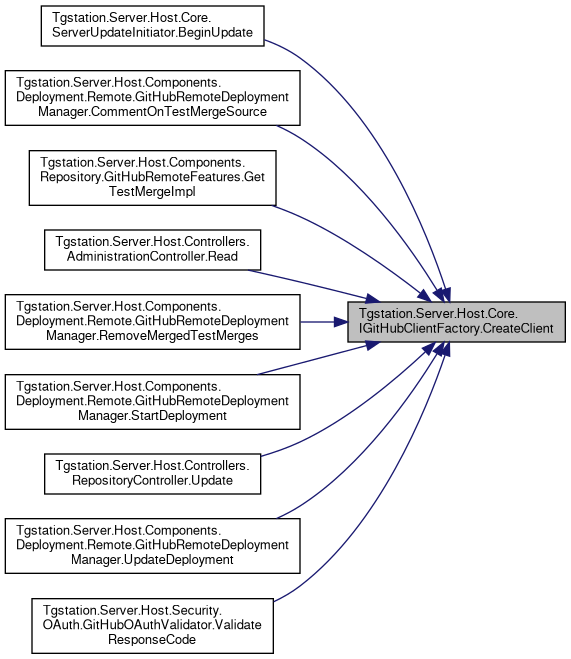 Tgstation.Server.Host.Core.
ServerUpdateInitiator.BeginUpdate
Tgstation.Server.Host.Components.
Deployment.Remote.GitHubRemoteDeployment
Manager.CommentOnTestMergeSource
Tgstation.Server.Host.Components.
Repository.GitHubRemoteFeatures.Get
TestMergeImpl
Tgstation.Server.Host.Controllers.
AdministrationController.Read
Tgstation.Server.Host.Components.
Deployment.Remote.GitHubRemoteDeployment
Manager.RemoveMergedTestMerges
Tgstation.Server.Host.Core.
IGitHubClientFactory.CreateClient
Tgstation.Server.Host.Components.
Deployment.Remote.GitHubRemoteDeployment
Manager.StartDeployment
Tgstation.Server.Host.Controllers.
RepositoryController.Update
Tgstation.Server.Host.Components.
Deployment.Remote.GitHubRemoteDeployment
Manager.UpdateDeployment
Tgstation.Server.Host.Security.
OAuth.GitHubOAuthValidator.Validate
ResponseCode